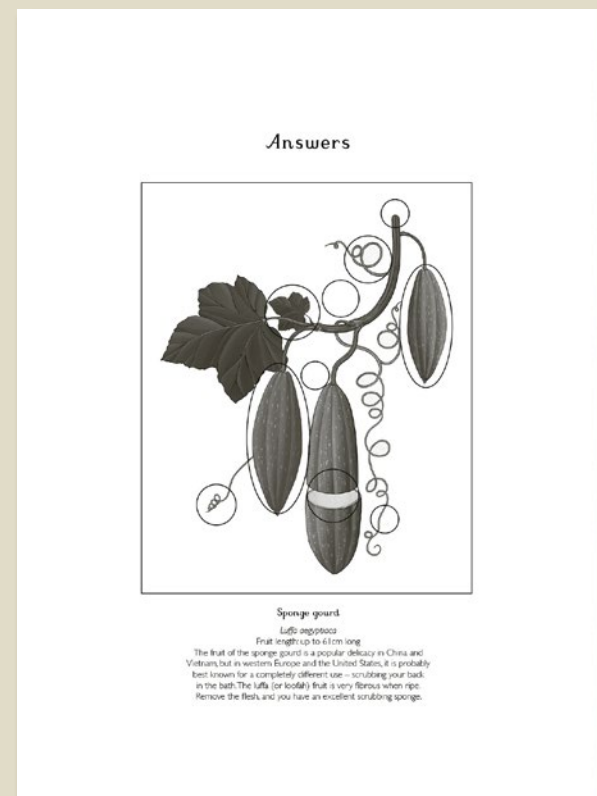 Answers
Sponge gourd
Luffa aegyptiaca
Fruit length: up to 61cm long
The fruit of the sponge gourd is a popular delicacy in China and
Vietnam, but in western Europe and the United States, it is probably
best known for a completely different use – scrubbing your back
in the bath. The luffa (or loofah) fruit is very fibrous when ripe.
Remove the flesh, and you have an excellent scrubbing sponge.